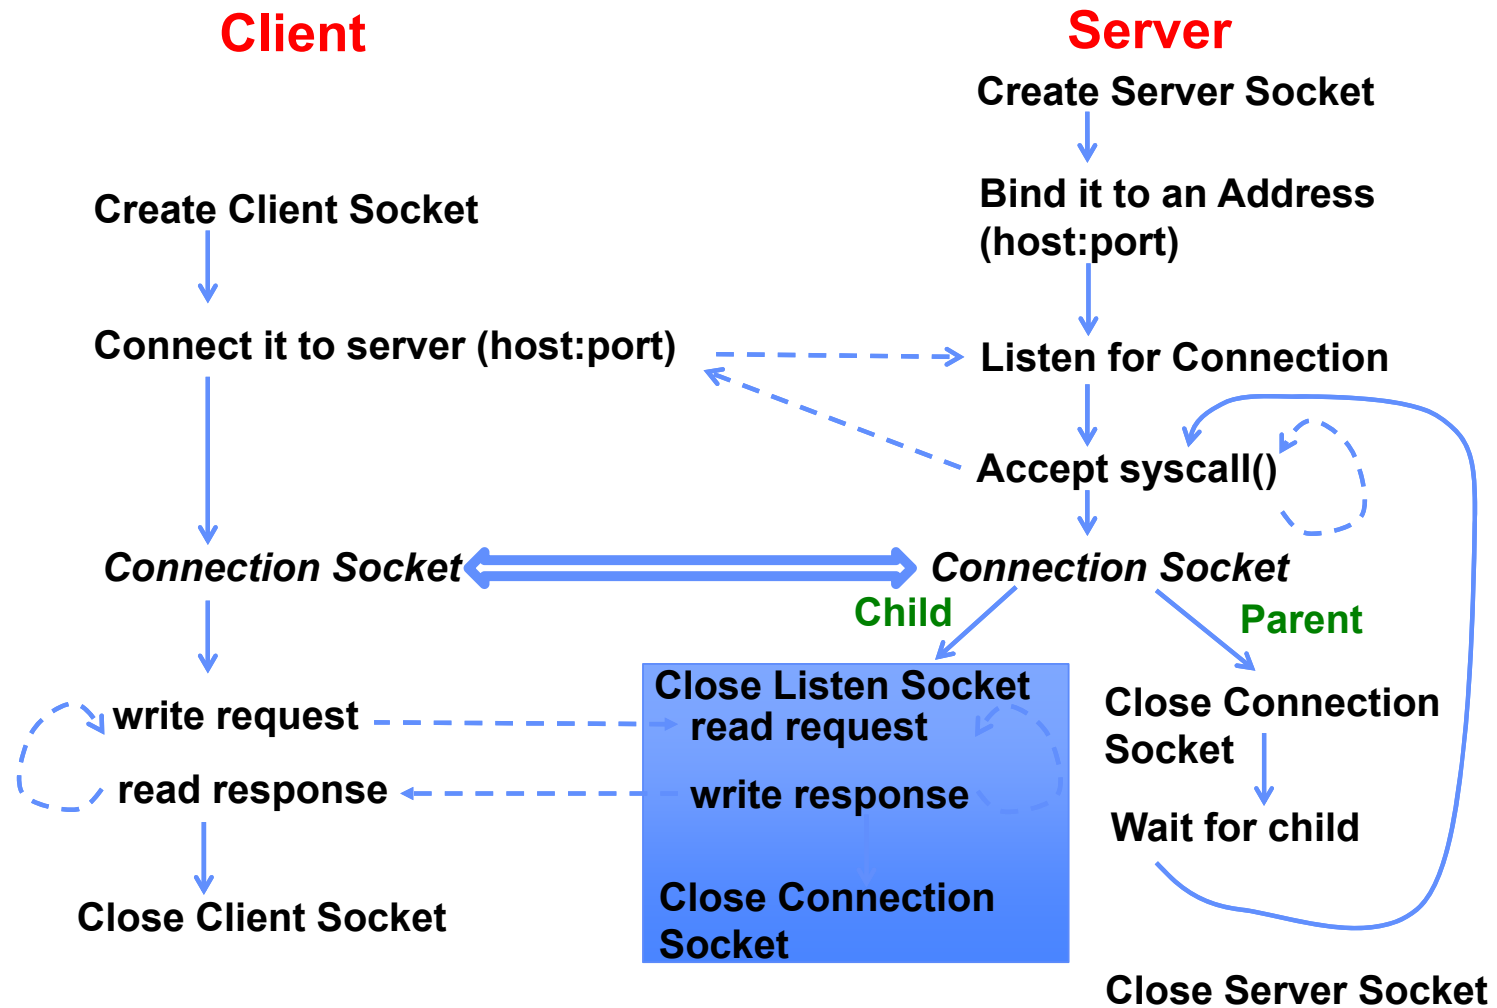 Client
Server
Create Server Socket
Bind it to an Address
(host:port)
Create Client Socket
Connect it to server (host:port)
Listen for Connection
Accept syscall()
Connection Socket
Connection Socket
Child
Parent
Close Listen Socket
read request
write request
Close Connection
Socket
read response
write response
Wait for child
Close Connection
Socket
Close Client Socket
Close Server Socket